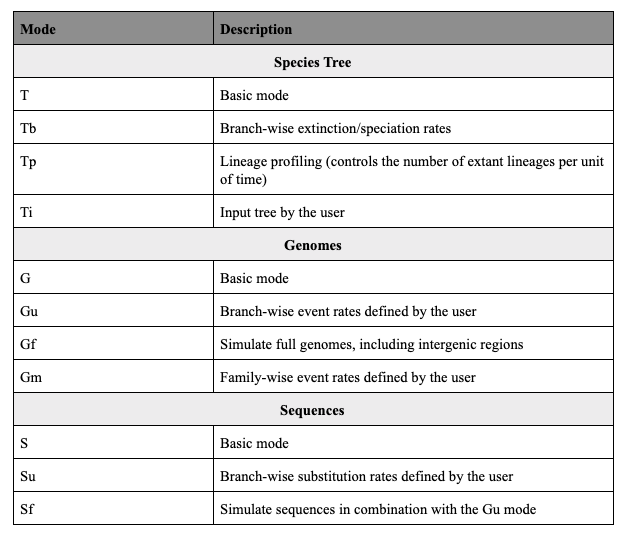 Mode Description
Species Tree
T Basic mode
Tb Branch-wise extinction/speciation rates
Tp Lineage profiling (controls the number of extant lineages per unit
of time)
Ti Input tree by the user
Genomes
G Basic mode
Gu Branch-wise event rates defined by the user
Gf Simulate full genomes, including intergenic regions
Gm Family-wise event rates defined by the user
Sequences
S Basic mode
Su Branch-wise substitution rates defined by the user
Sf Simulate sequences in combination with the Gu mode